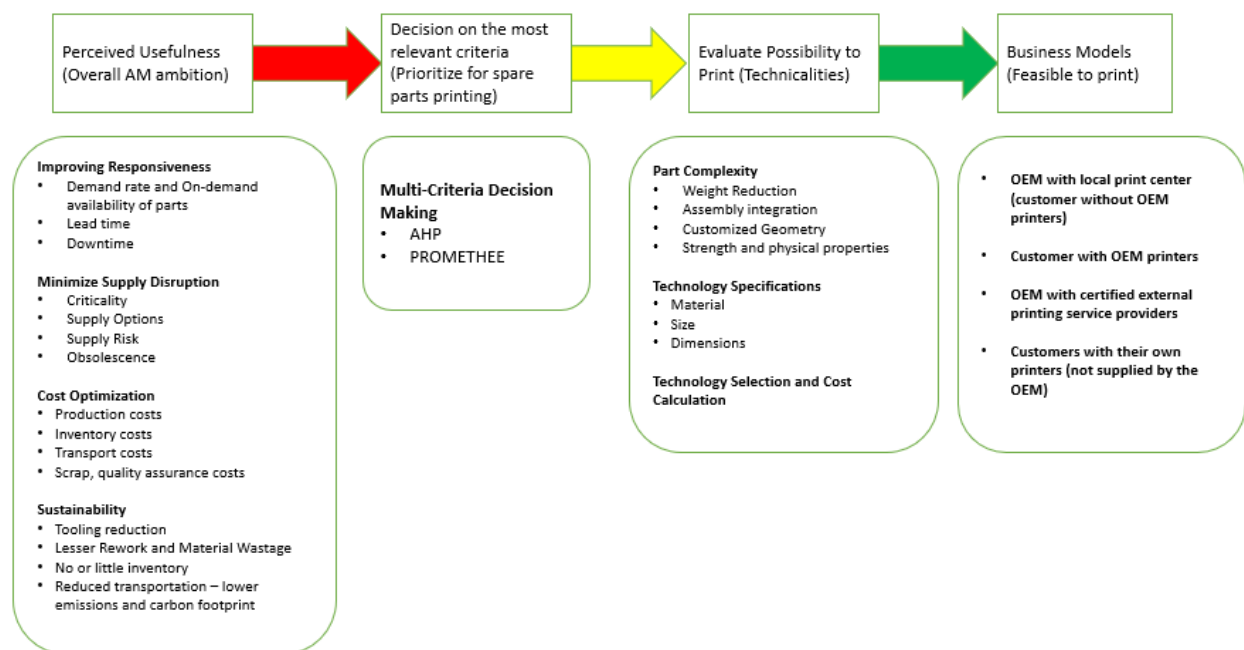 Perceived Usefulness
(Overall AM ambition)
Decision on the most
relevant criteria
(Prioritize for spare
parts printing)
Evaluate Possibility to
Print (Technicalities)
Business Models
(Feasible to print)
Improving Responsiveness
• Demand rate and On-demand
availability of parts
• Lead time
• Downtime
Minimize Supply Disruption
• Criticality
• Supply Options
• Supply Risk
• Obsolescence
Cost Optimization
• Production costs
• Inventory costs
• Transport costs
• Scrap, quality assurance costs
Sustainability
• Tooling reduction
• Lesser Rework and Material Wastage
• No or little inventory
• Reduced transportation – lower
emissions and carbon footprint
Multi-Criteria Decision
Making
• AHP
• PROMETHEE
Part Complexity
• Weight Reduction
• Assembly integration
• Customized Geometry
• Strength and physical properties
Technology Specifications
• Material
• Size
• Dimensions
Technology Selection and Cost
Calculation
• OEM with local print center
(customer without OEM
printers)
• Customer with OEM printers
• OEM with certified external
printing service providers
• Customers with their own
printers (not supplied by the
OEM)